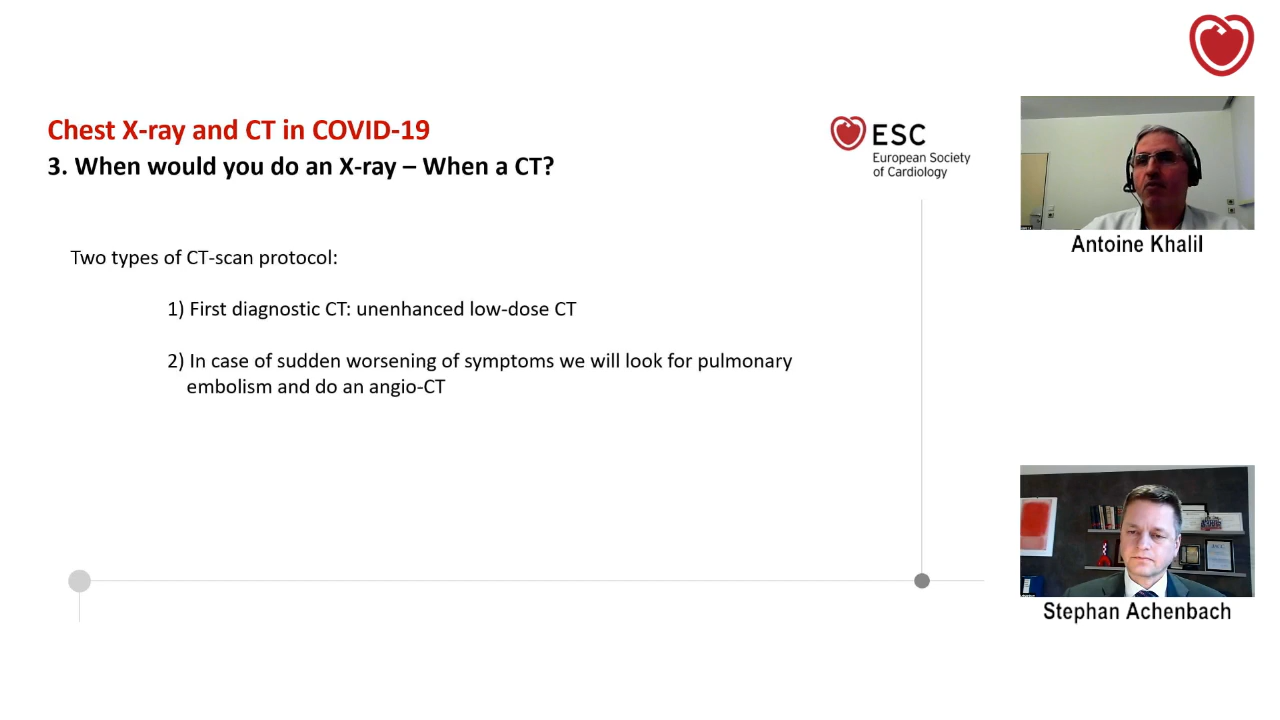 Chest X-ray and CT in COVID-19
3. When would you do an X-ray – When a CT?
ESC
European Society
of Cardiology
Two types of CT-scan protocol:
1) First diagnostic CT: unenhanced low-dose CT
2) In case of sudden worsening of symptoms we will look for pulmonary
embolism and do an angio-CT
Antoine Khalil
Stephan Achenbach